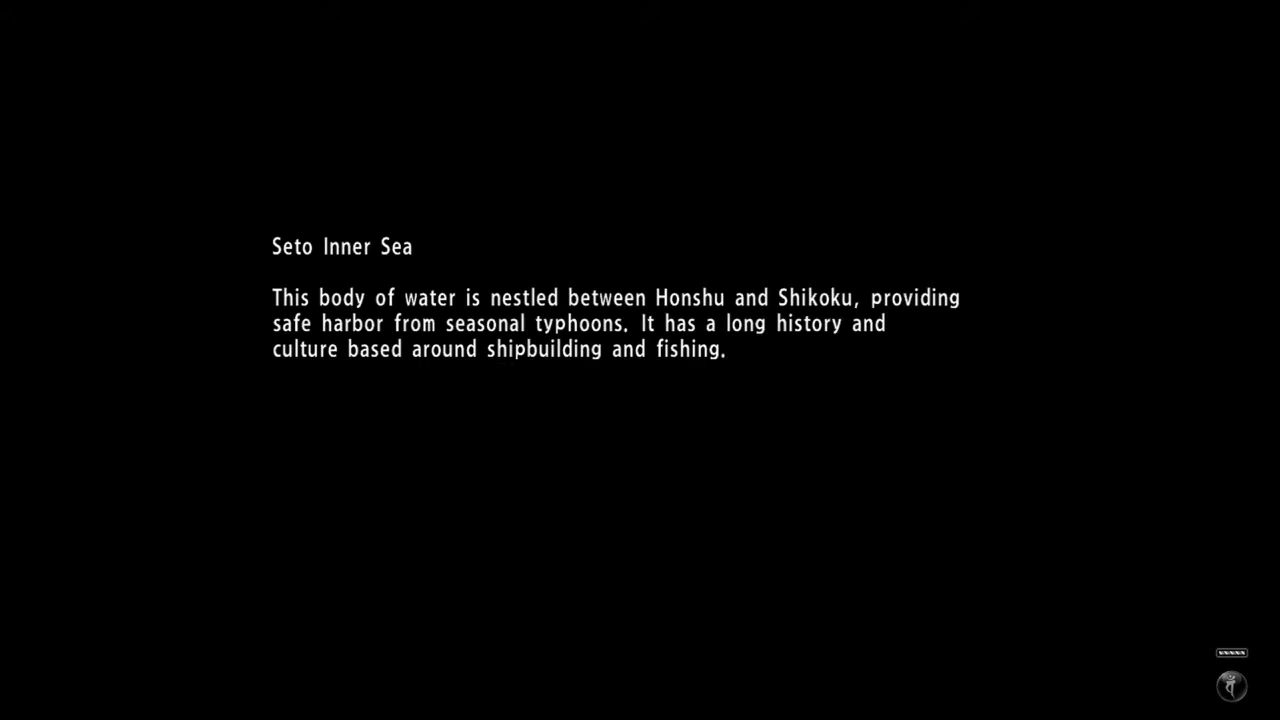 Seto Inner Sea
This body of water is nestled between Honshu and Shikoku, providing
safe harbor from seasonal typhoons. It has a long history and
culture based around shipbuilding and fishing.